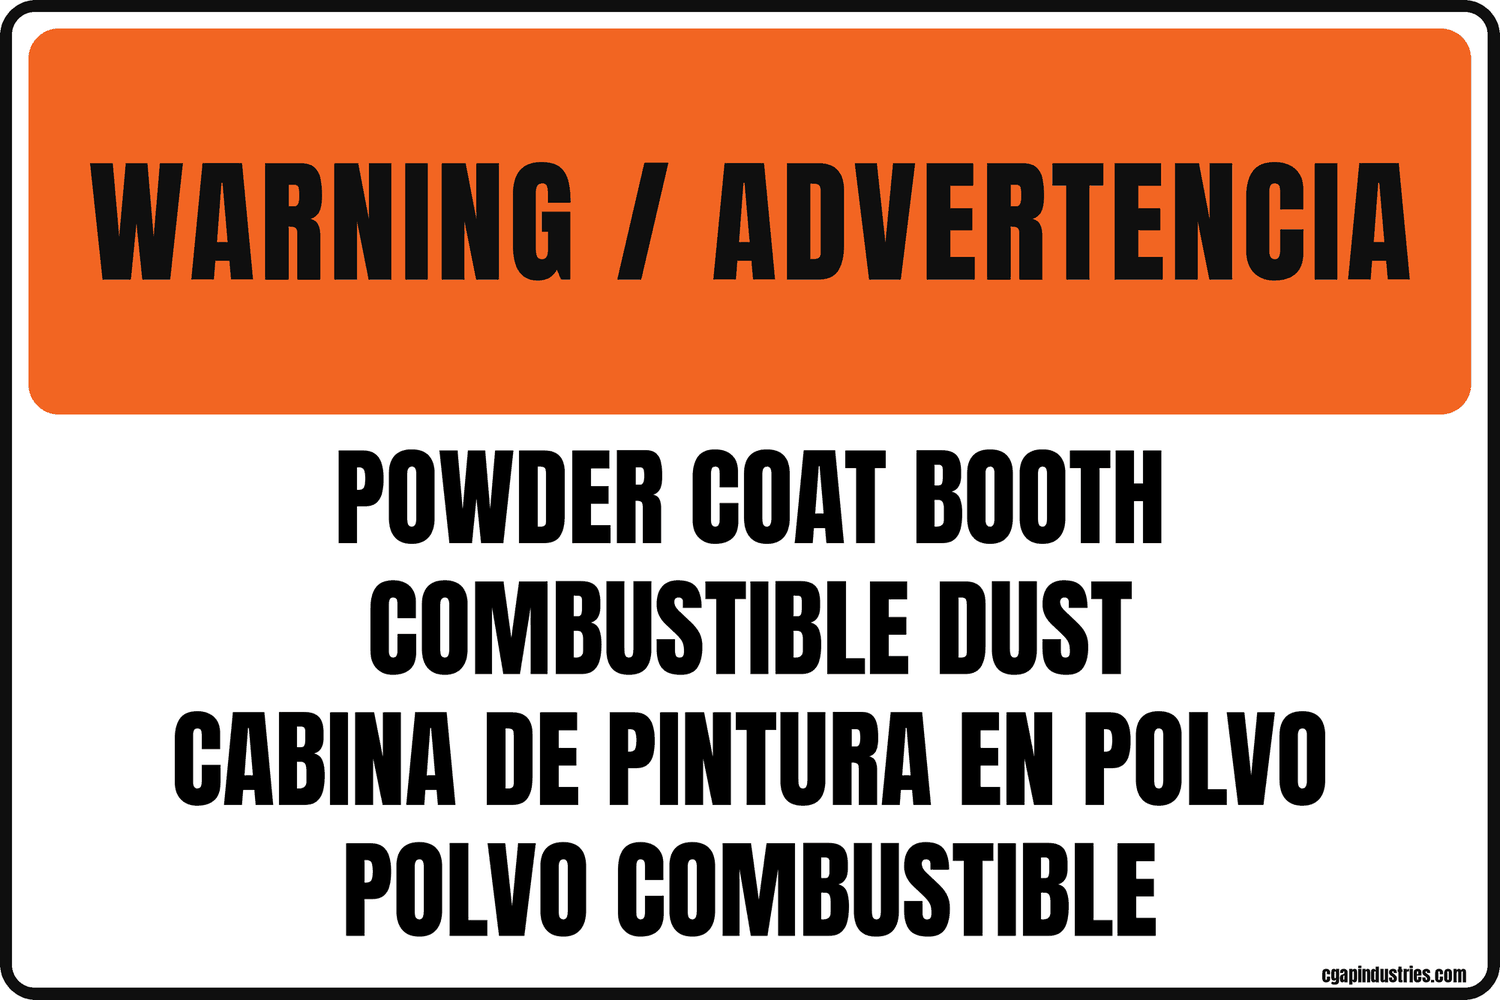 WARNING / ADVERTENCIA
POWDER COAT BOOTH
COMBUSTIBLE DUST
CABINA DE PINTURA EN POLVO
POLVO COMBUSTIBLE
cgapindustries.com